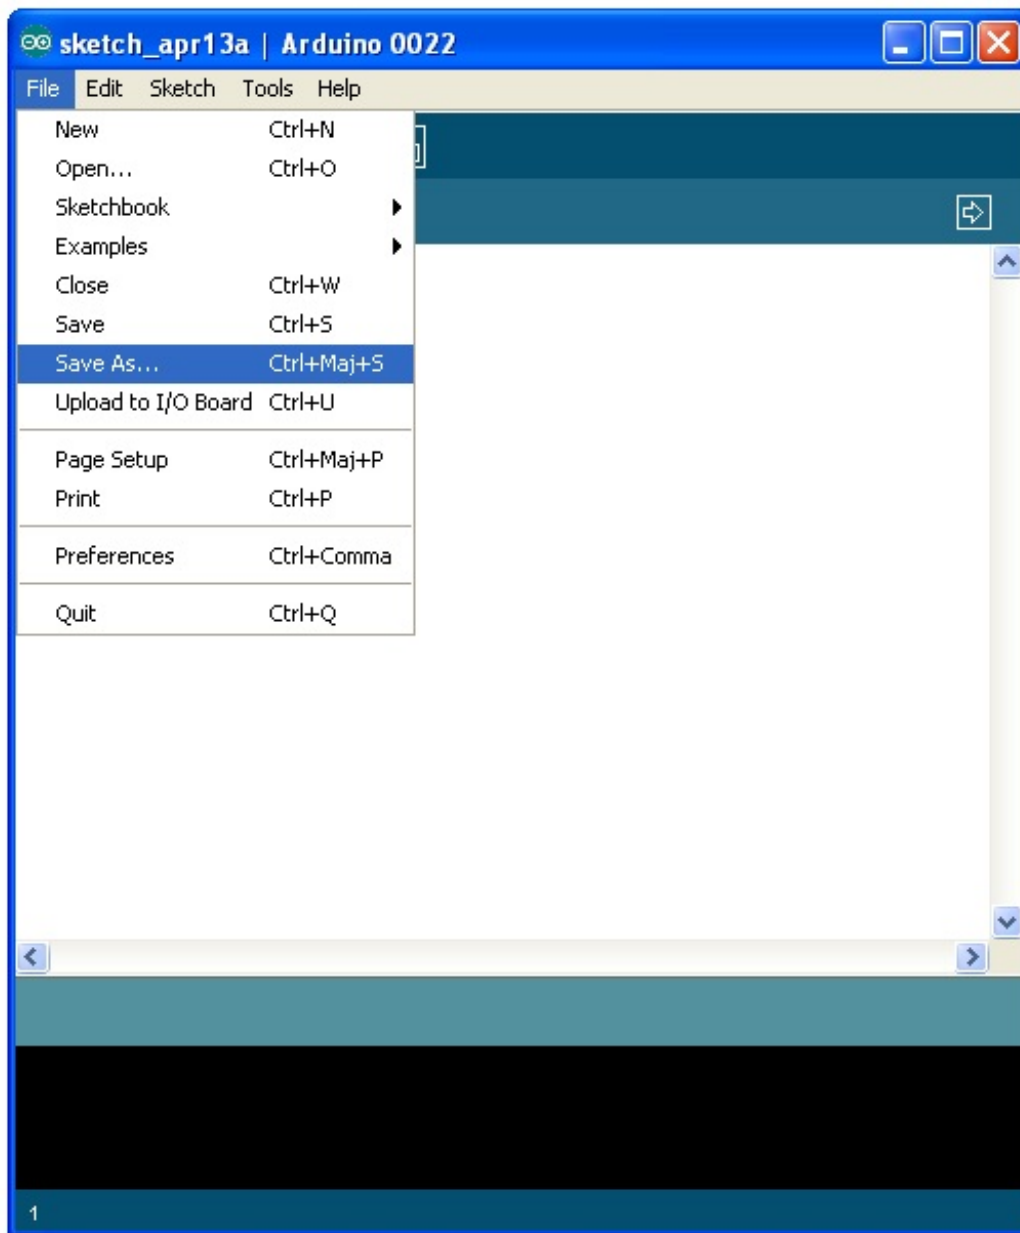 sketch_apr13a | Arduino 0022
File Edit Sketch Tools Help
New Ctrl+N
Open... Ctrl+O
Sketchbook
Examples
Close Ctrl+W
Save Ctrl+S
Save As... Ctrl+Maj+S
Upload to I/O Board Ctrl+U
Page Setup Ctrl+Maj+P
Print Ctrl+P
Preferences Ctrl+Comma
Quit Ctrl+Q
1